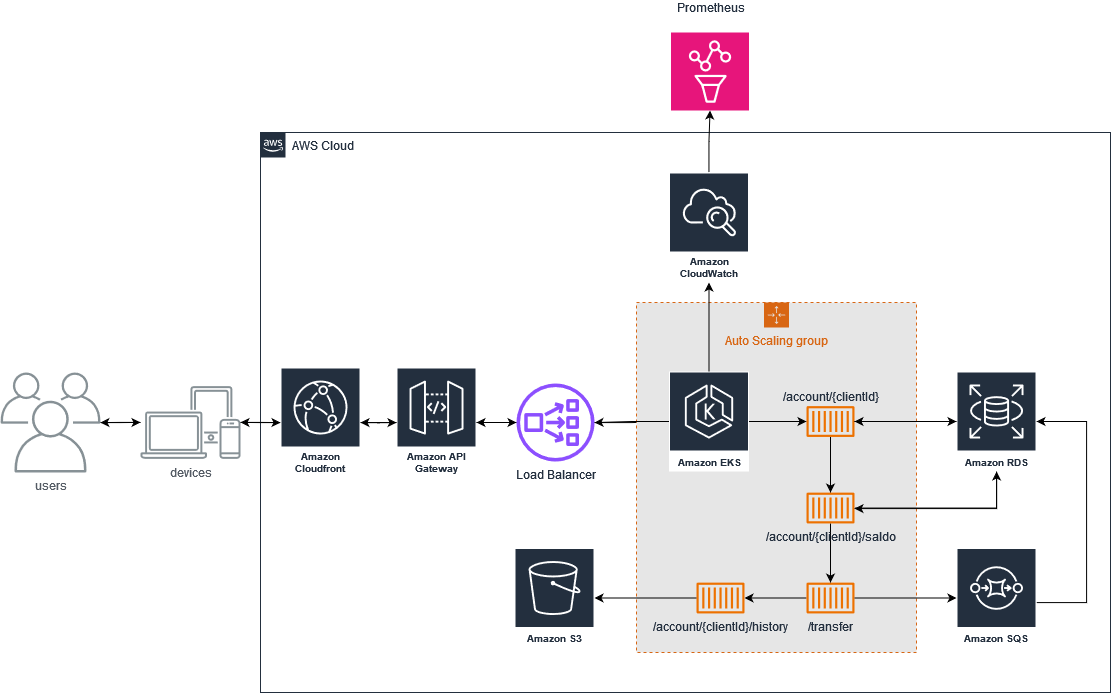 Prometheus
aws
AWS Cloud
Amazon
CloudWatch
Auto Scaling group
/account/{clientId}
users
devices
Amazon
Cloudfront
Amazon API
Gateway
Load Balancer
Amazon EKS
Amazon RDS
/account/{clientId}/saldo
Amazon S3
/account/{clientId}/history
/transfer
Amazon SQS